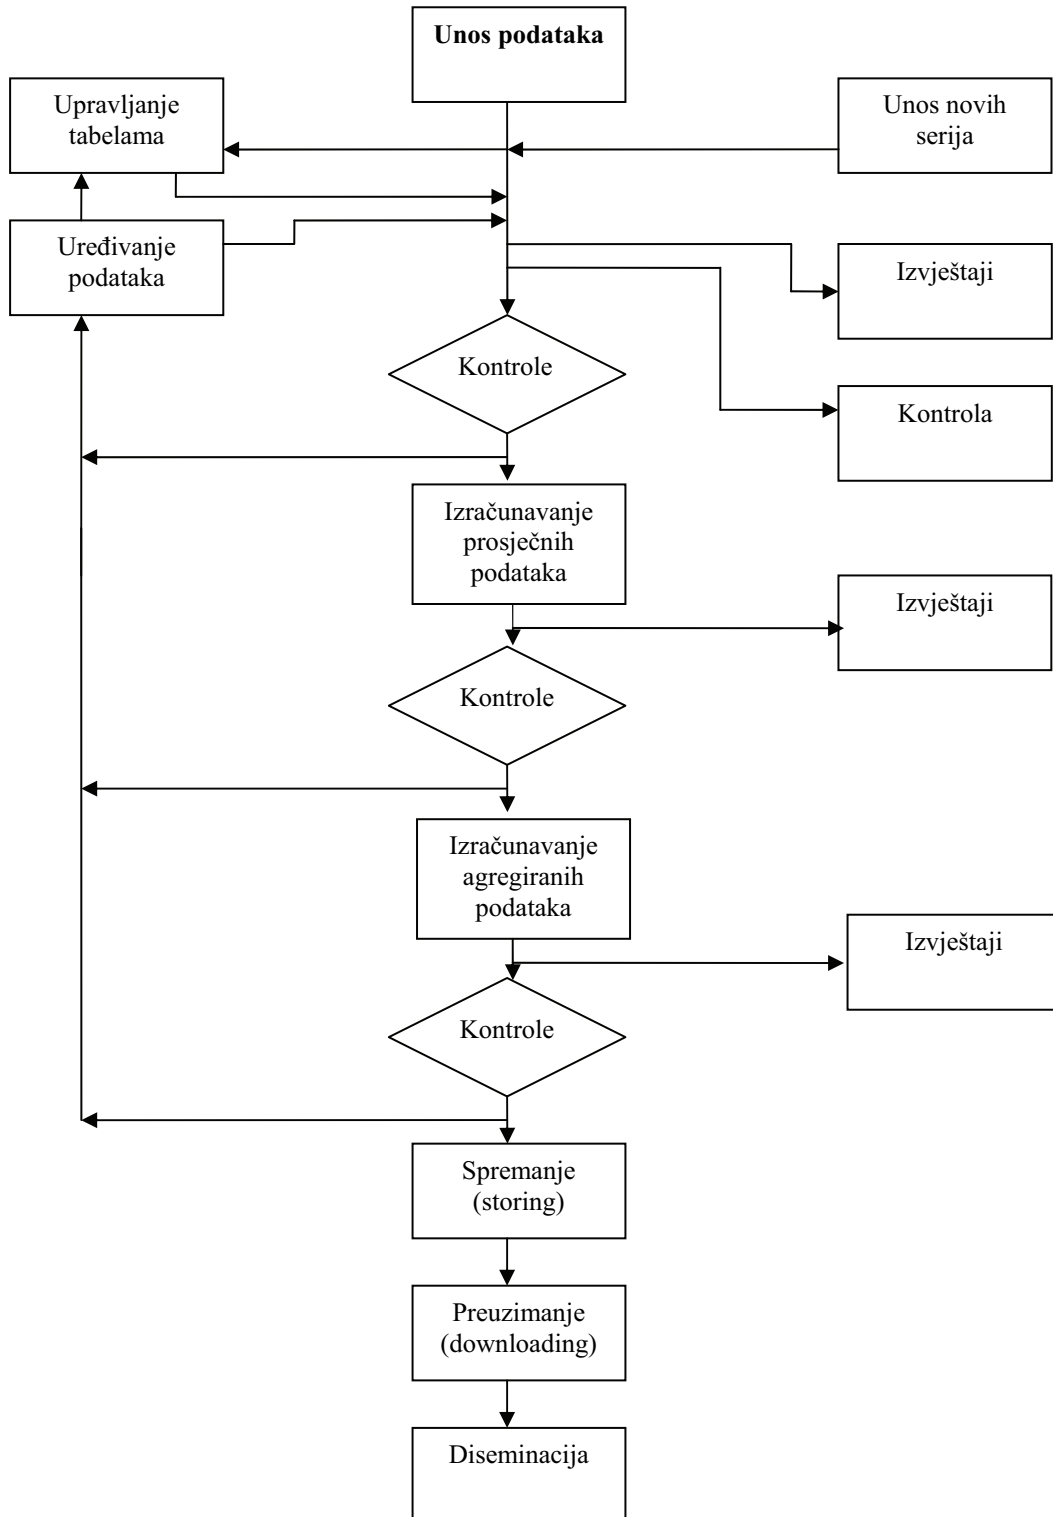 Unos podataka
Upravljanje
tabelama
Unos novih
serija
Uređivanje
podataka
Izvještaji
Kontrole
Kontrola
Izračunavanje
prosječnih
podataka
Izvještaji
Kontrole
Izračunavanje
agregiranih
podataka
Izvještaji
Kontrole
Spremanje
(storing)
Preuzimanje
(downloading)
Diseminacija